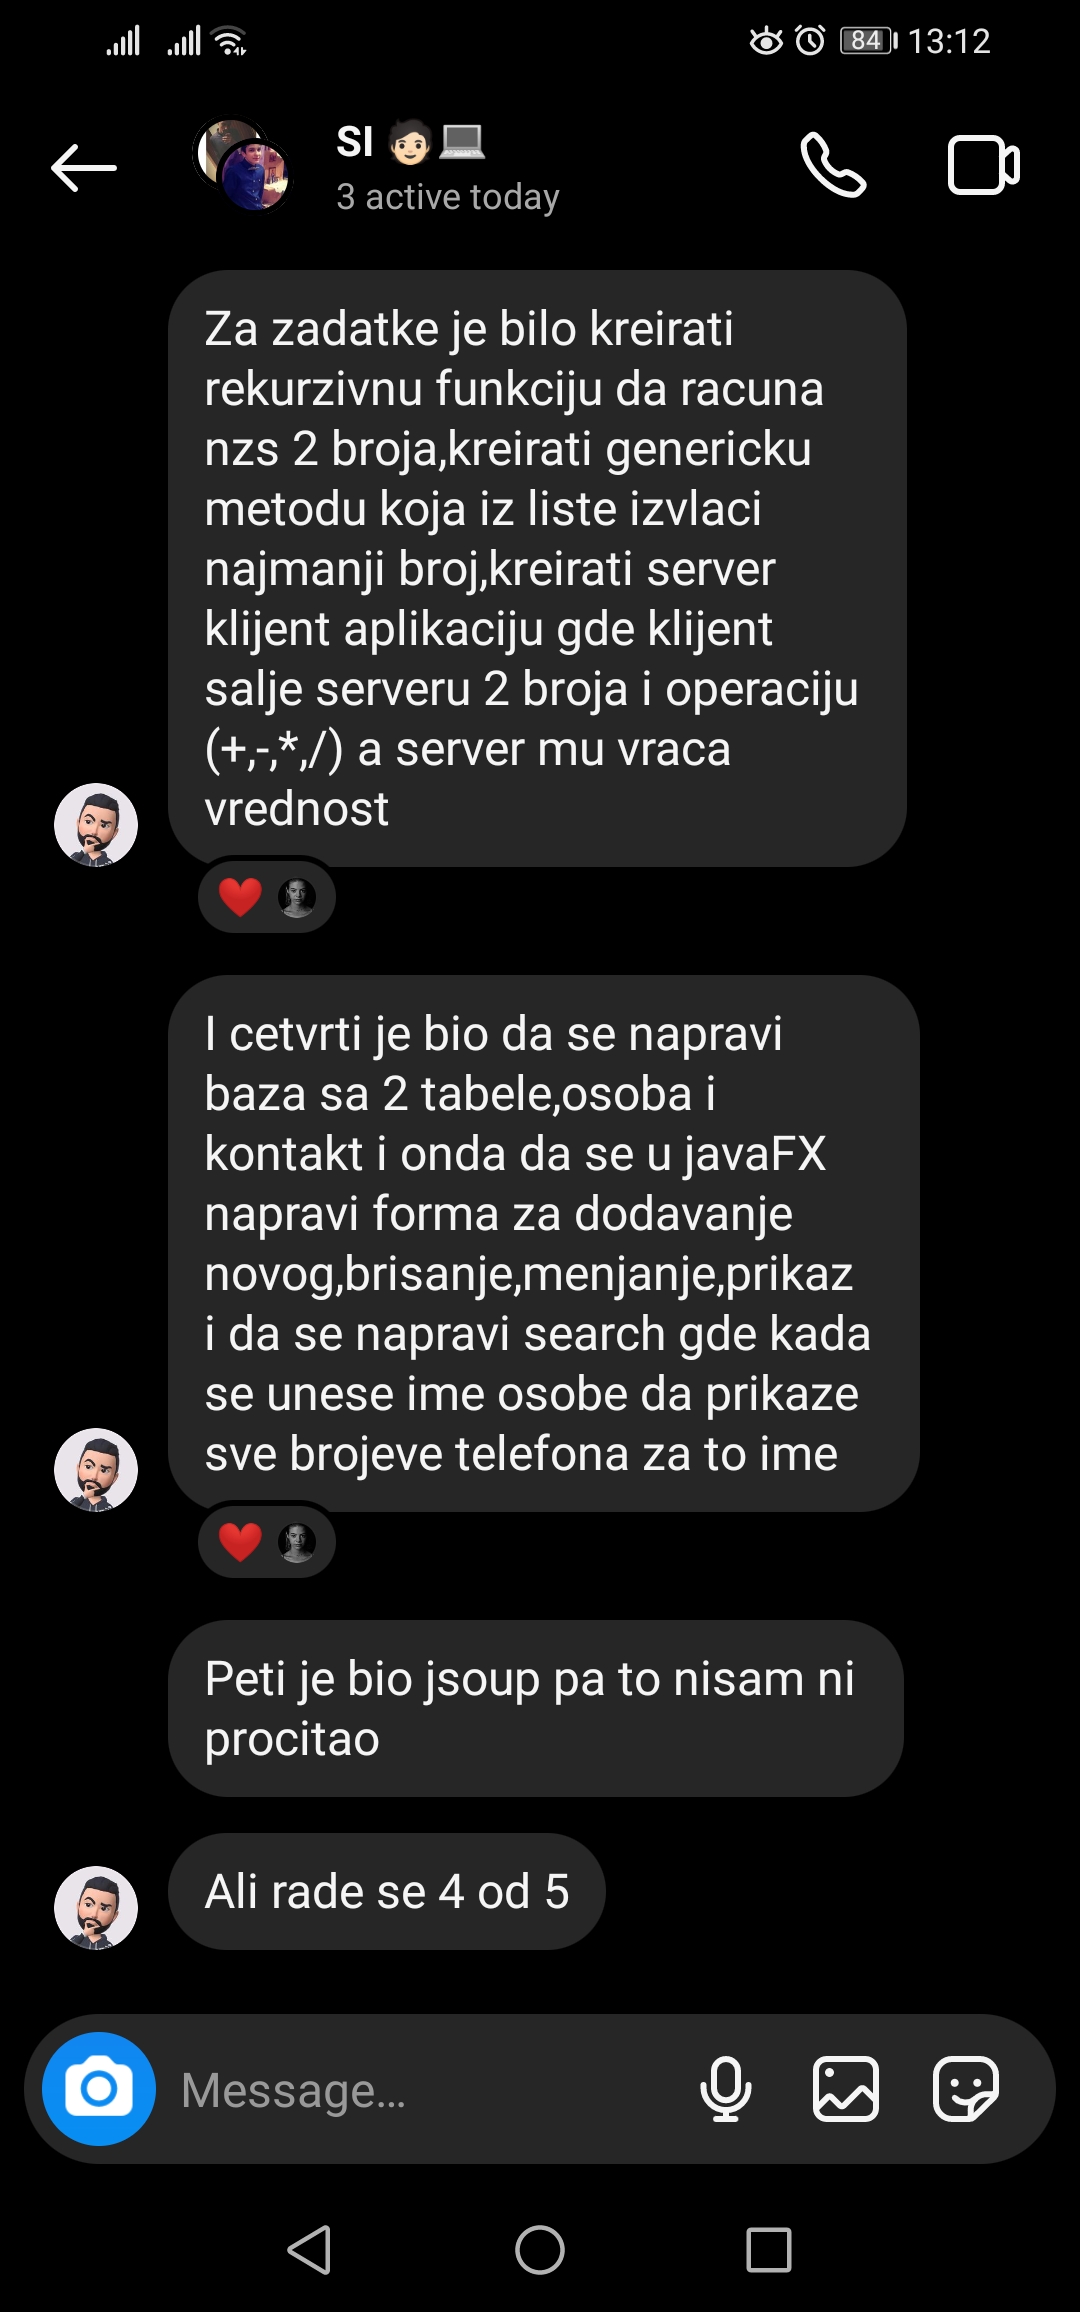 84 13:12
SI
3 active today
Za zadatke je bilo kreirati
rekurzivnu funkciju da racuna
nzs 2 broja,kreirati genericku
metodu koja iz liste izvlaci
najmanji broj,kreirati server
klijent aplikaciju gde klijent
salje serveru 2 broja i operaciju
(+,-,*,/) a server mu vraca
vrednost
I cetvrti je bio da se napravi
baza sa 2 tabele,osoba i
kontakt i onda da se u javaFX
napravi forma za dodavanje
novog,brisanje,menjanje,prikaz
i da se napravi search gde kada
se unese ime osobe da prikaze
sve brojeve telefona za to ime
Peti je bio jsoup pa to nisam ni
procitao
Ali rade se 4 od 5
Message...